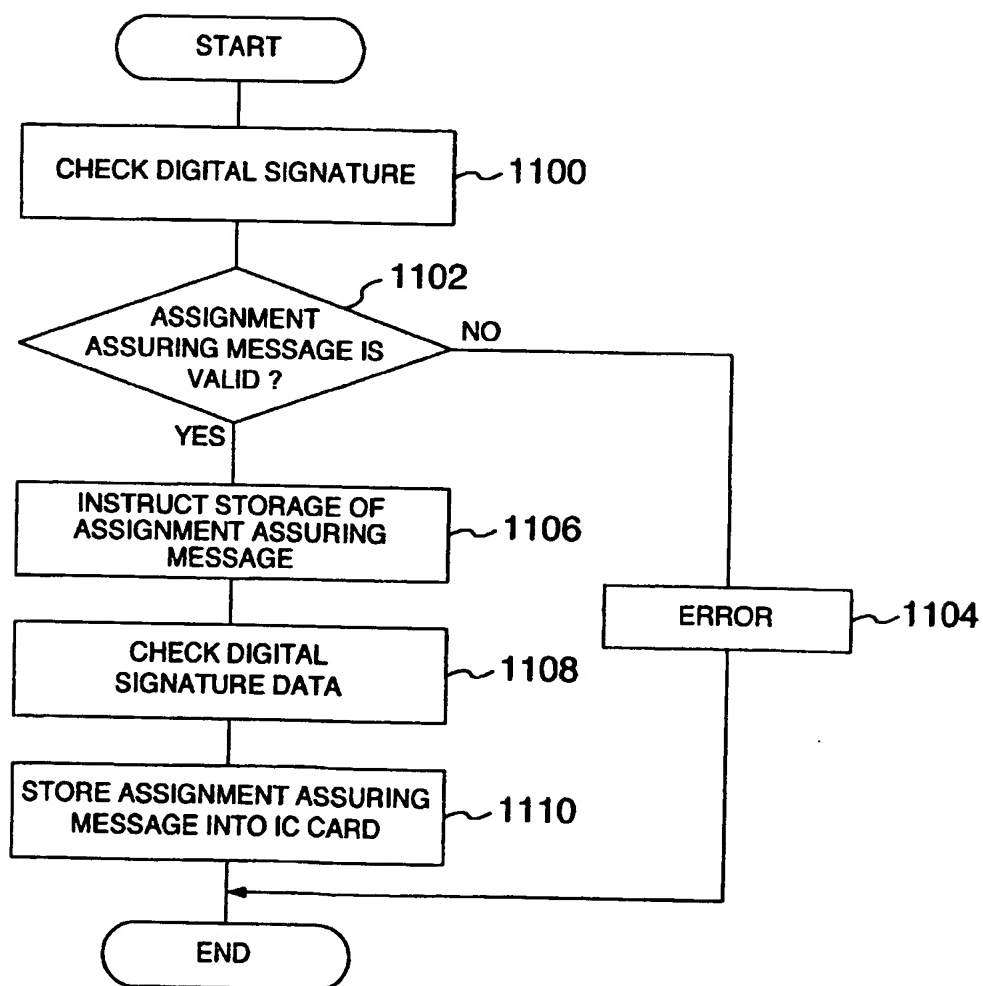 START
CHECK DIGITAL SIGNATURE
1100
1102
ASSIGNMENT
ASSURING MESSAGE IS
VALID ?
NO
YES
INSTRUCT STORAGE OF
ASSIGNMENT ASSURING
MESSAGE
1106
ERROR
1104
CHECK DIGITAL
SIGNATURE DATA
1108
STORE ASSIGNMENT ASSURING
MESSAGE INTO IC CARD
1110
END